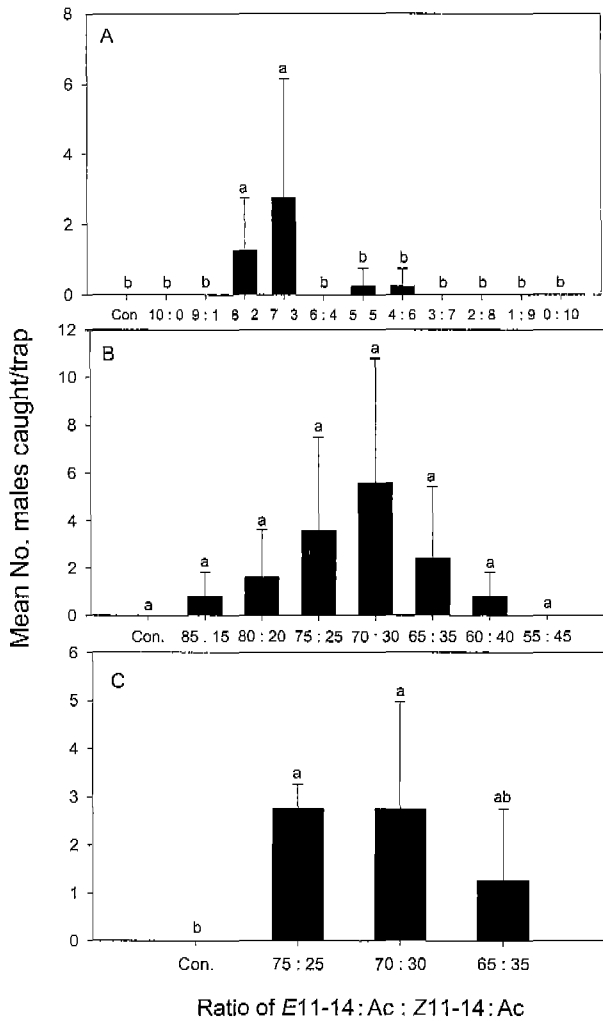 8
A
a
6
4
a
2
b b b b b b b b b b
0
Con 10 : 0 9 : 1 8 2 7 3 6 : 4 5 5 4 : 6 3 : 7 2 : 8 1 : 9 0 : 10
Mean No. males caught/trap
12
B
a
10
8
a
6
a
4
a
a
2
a
a
a
0
Con. 85 : 15 80 : 20 75 : 25 70 : 30 65 : 35 60 : 40 55 : 45
6
C
a
5
4
a
3
ab
2
1
b
0
Con. 75 : 25 70 : 30 65 : 35
Ratio of E11-14 : Ac : Z11-14 : Ac